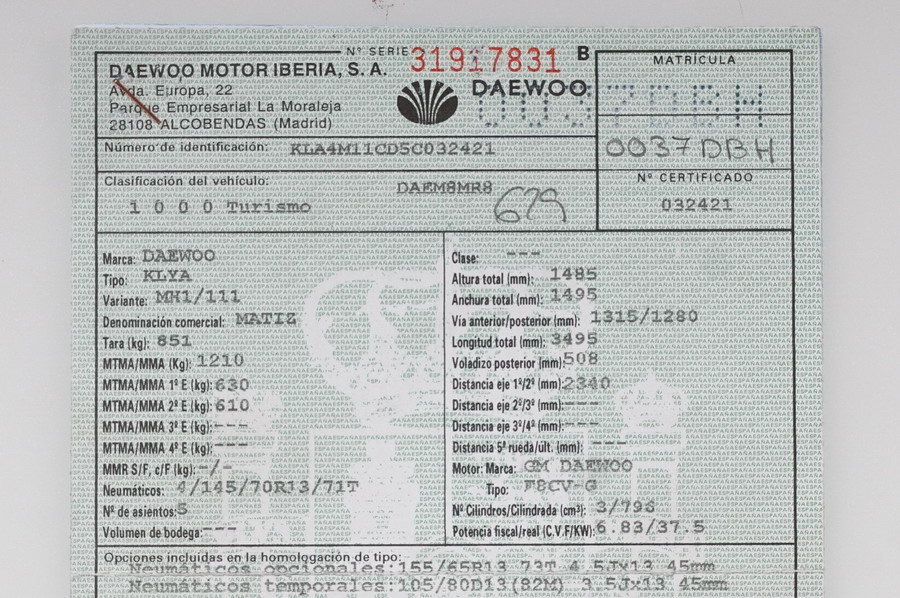 Nº SERIE 31917831 B
DAEWOO MOTOR IBERIA, S. A.
Avda. Europa, 22
Parque Empresarial La Moraleja
28108 ALCOBENDAS (Madrid)
DAEWOO
MATRÍCULA
0037DBH
0037DBH
Número de identificación: KLA4M11CD5C032421
Nº CERTIFICADO
032421
Clasificación del vehículo: DAEM8MR8
1 0 0 0 Turismo
629
Marca: DAEWOO
Tipo: KLYA
Variante: MH1/111
Denominación comercial: MATIZ
Tara (kg): 851
MTMA/MMA (Kg): 1210
MTMA/MMA 1º E (kg): 630
MTMA/MMA 2º E (kg): 610
MTMA/MMA 3º E (kg): ---
MTMA/MMA 4º E (kg): ---
MMR S/F, c/F (kg): -/-
Neumáticos: 4/145/70R13/71T
Nº de asientos: 5
Volumen de bodega: ---
Clase: ---
Altura total (mm): 1485
Anchura total (mm): 1495
Vía anterior/posterior (mm): 1315/1280
Longitud total (mm): 3495
Voladizo posterior (mm): 508
Distancia eje 1º/2º (mm): 2340
Distancia eje 2º/3º (mm): ---
Distancia eje 3º/4º (mm): ---
Distancia 5ª rueda/últ. (mm): ---
Motor: Marca: GM DAEWOO
Tipo: F8CV-G
Nº Cilindros/Cilindrada (cm³): 3/796
Potencia fiscal/real (C.V.F/KW): 6.83/37.5
Opciones incluidas en la homologación de tipo:
Neumáticos opcionales:155/65R13 73T 4.5Jx13 45mm
Neumáticos temporales:105/80D13(82M) 3.5Jx13 45mm